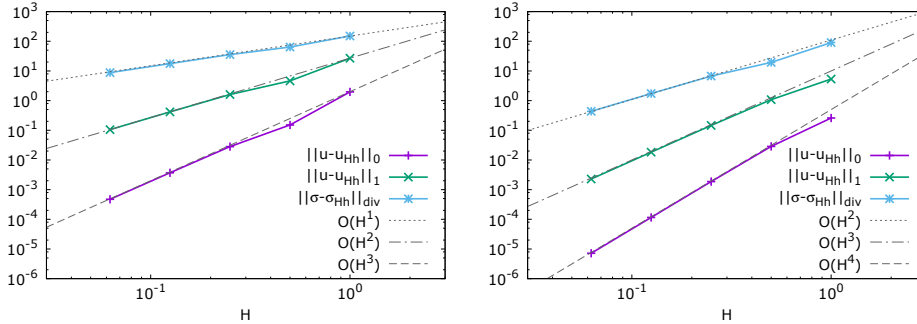 10^3
10^2
10^1
10^0
10^-1
10^-2
10^-3
10^-4
10^-5
10^-6
10^-1
10^0
H
||u-u_Hh||_0
||u-u_Hh||_1
||σ-σ_Hh||_div
O(H^1)
O(H^2)
O(H^3)
10^3
10^2
10^1
10^0
10^-1
10^-2
10^-3
10^-4
10^-5
10^-6
10^-1
10^0
H
||u-u_Hh||_0
||u-u_Hh||_1
||σ-σ_Hh||_div
O(H^2)
O(H^3)
O(H^4)